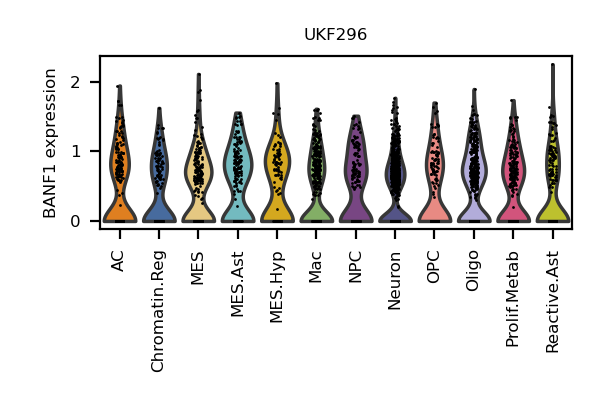 UKF296
BANF1 expression
2
1
0
AC
Chromatin.Reg
MES
MES.Ast
MES.Hyp
Mac
NPC
Neuron
OPC
Oligo
Prolif.Metab
Reactive.Ast